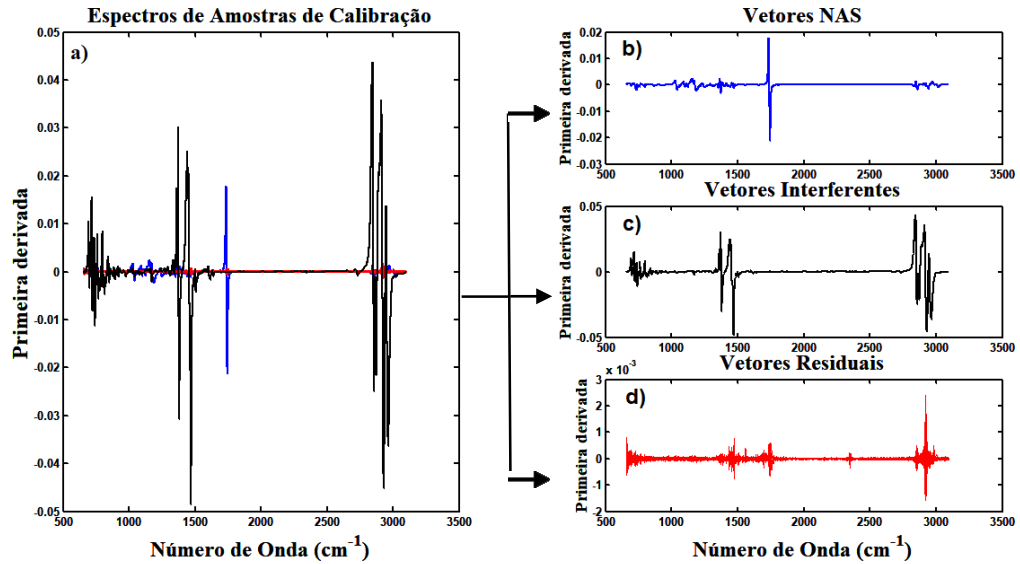 Espectros de Amostras de Calibração
a)
Primeira derivada
0.05
0.04
0.03
0.02
0.01
0
-0.01
-0.02
-0.03
-0.04
-0.05
500 1000 1500 2000 2500 3000 3500
Número de Onda (cm-1)
Vetores NAS
b)
Primeira derivada
0.02
0.01
0
-0.01
-0.02
-0.03
500 1000 1500 2000 2500 3000 3500
Vetores Interferentes
c)
Primeira derivada
0.05
0
-0.05
500 1000 1500 2000 2500 3000 3500
Vetores Residuais
x 10-3
d)
Primeira derivada
3
2
1
0
-1
-2
500 1000 1500 2000 2500 3000 3500
Número de Onda (cm-1)